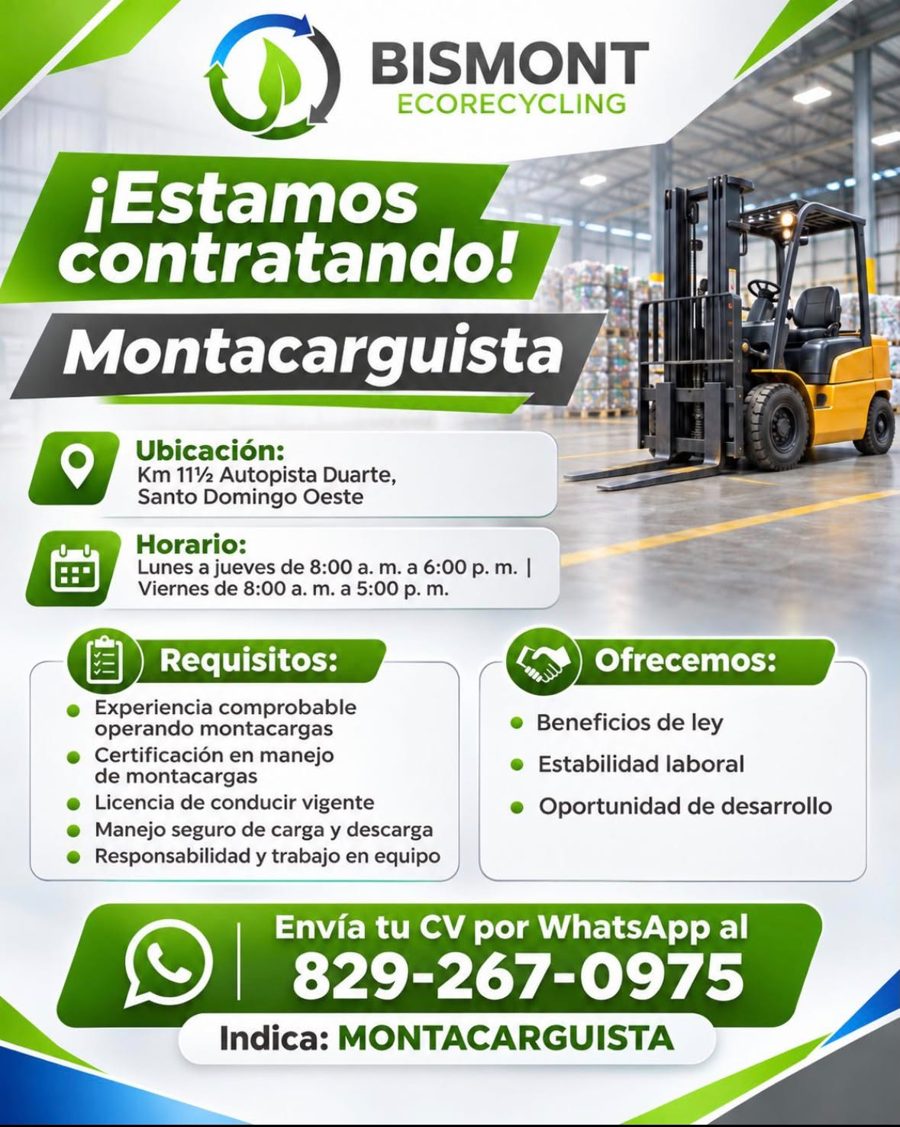 BISMONT
ECORECYCLING
¡Estamos
contratando!
Montacarguista
Ubicación:
Km 11½ Autopista Duarte,
Santo Domingo Oeste
Horario:
Lunes a jueves de 8:00 a. m. a 6:00 p. m. |
Viernes de 8:00 a. m. a 5:00 p. m.
Requisitos:
Experiencia comprobable
operando montacargas
Certificación en manejo
de montacargas
Licencia de conducir vigente
Manejo seguro de carga y descarga
Responsabilidad y trabajo en equipo
Ofrecemos:
Beneficios de ley
Estabilidad laboral
Oportunidad de desarrollo
Envía tu CV por WhatsApp al
829-267-0975
Indica: MONTACARGUISTA